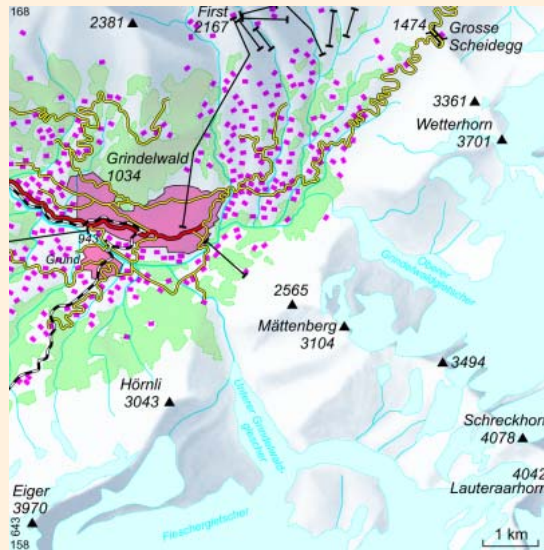 168
First
2167
2381
1474
Grosse
Scheidegg
3361
Wetterhorn
3701
Grindelwald
1034
943
Grund
Oberer
Grindelwaldgletscher
2565
Mättenberg
3104
3494
Hörnli
3043
Unterer Grindelwald-
gletscher
Schreckhorn
4078
4042
Lauteraarhorn
Eiger
3970
Fieschergletscher
643
158
1 km